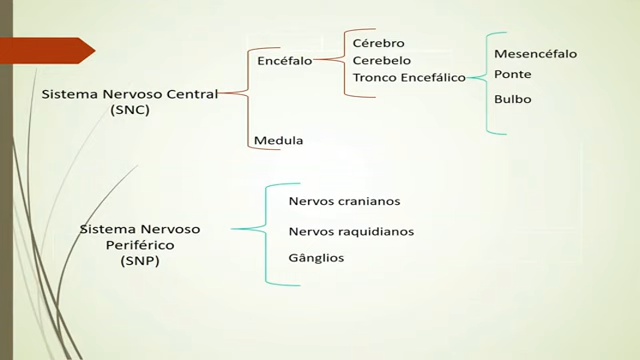 Sistema Nervoso Central
(SNC)
Encéfalo
Cérebro
Cerebelo
Tronco Encefálico
Mesencéfalo
Ponte
Bulbo
Medula
Sistema Nervoso
Periférico
(SNP)
Nervos cranianos
Nervos raquidianos
Gânglios